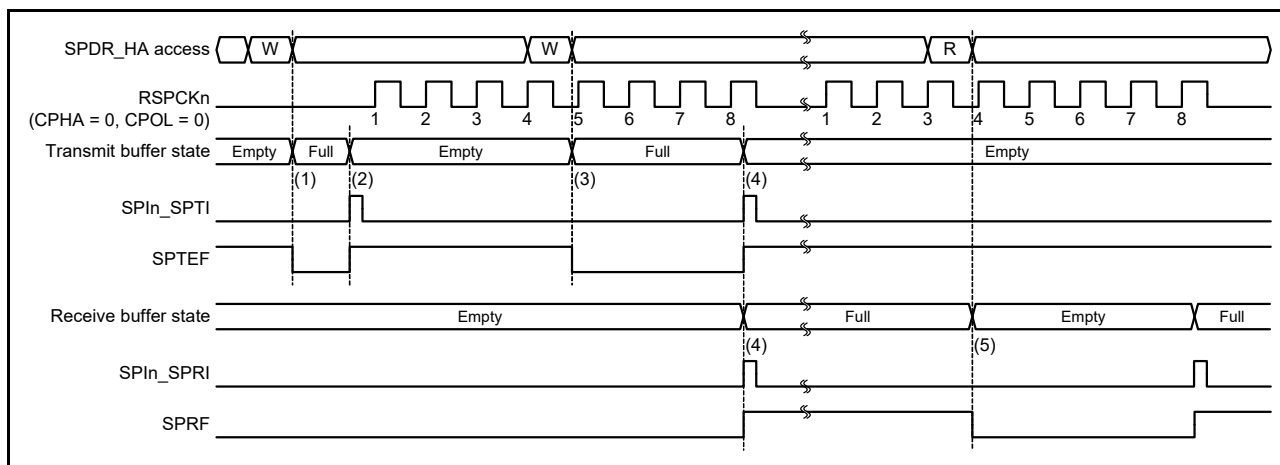 SPDR_HA access W W R
RSPCKn
(CPHA = 0, CPOL = 0) 1 2 3 4 5 6 7 8 1 2 3 4 5 6 7 8
Transmit buffer state Empty Full Empty Full Empty
(1) (2) (3) (4)
SPIn_SPTI
SPTEF
Receive buffer state Empty Full Empty Full
(4) (5)
SPIn_SPRI
SPRF